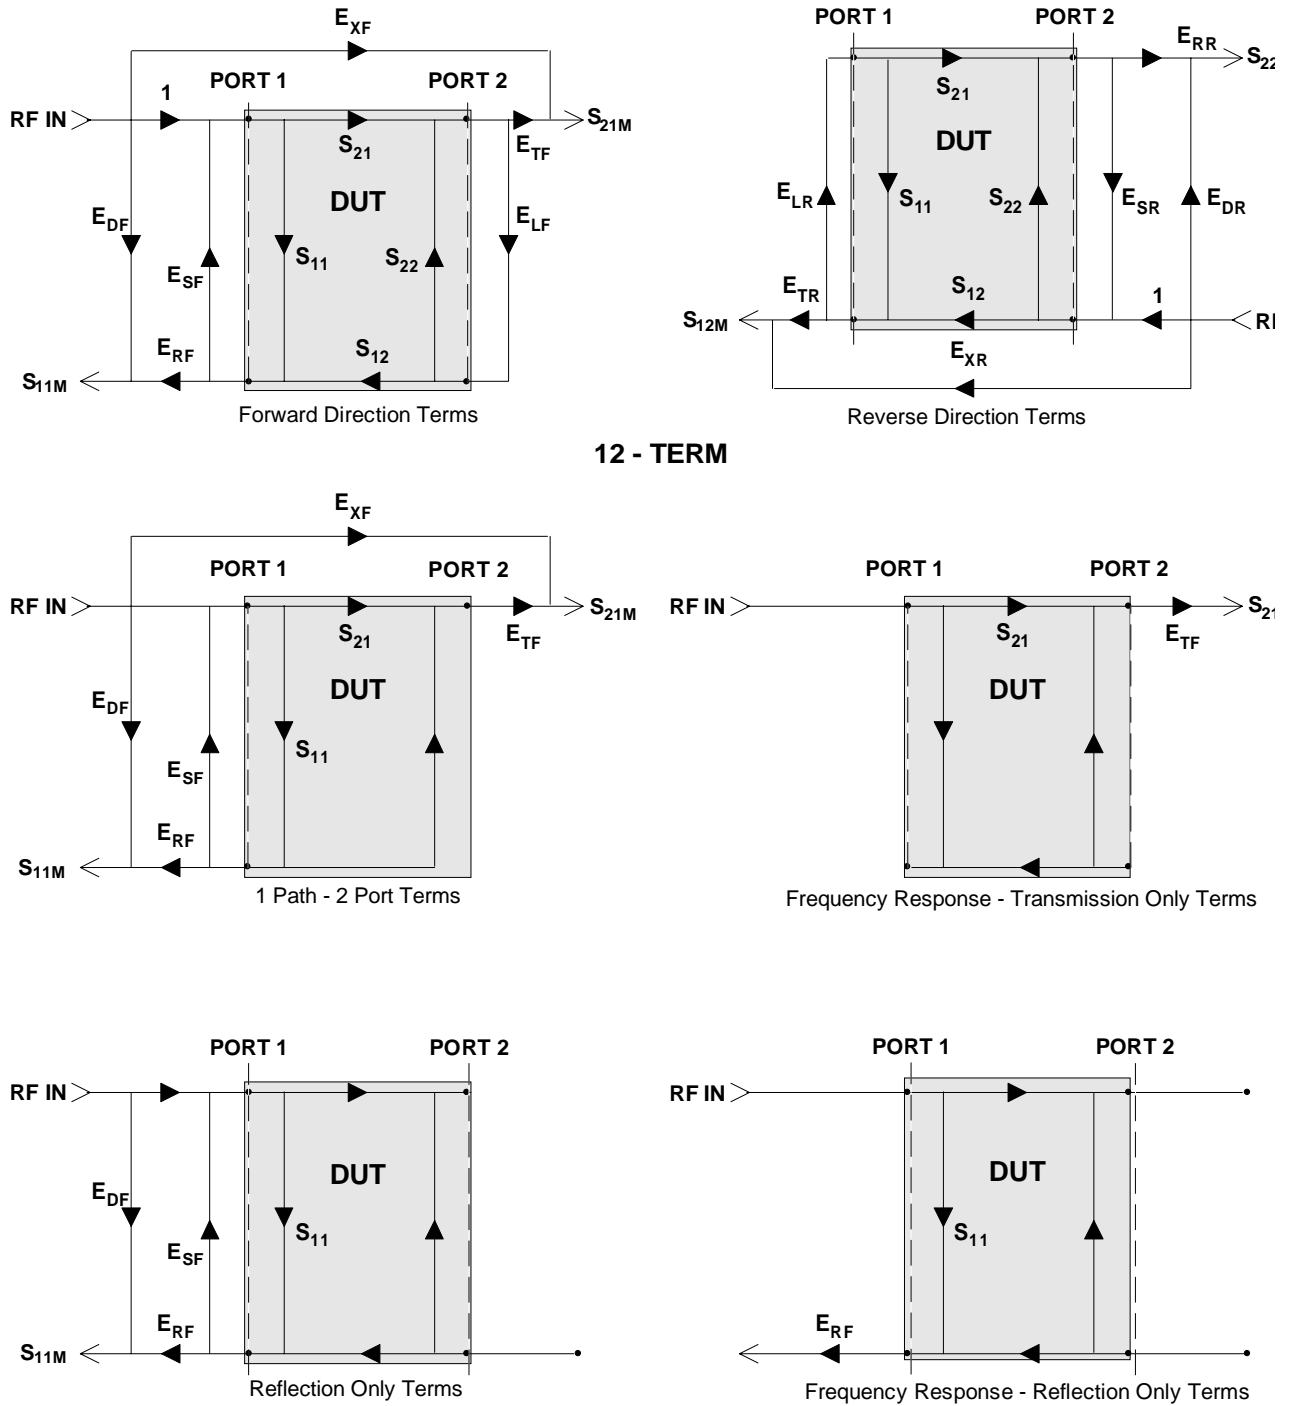 E_XF
PORT 1 PORT 2
1
RF IN
S_21M
S_21
E_TF
DUT
E_DF
E_LF
E_SF
S_11
S_22
E_RF
S_12
S_11M
Forward Direction Terms
PORT 1 PORT 2
E_RR
S_22
S_21
DUT
E_LR
S_11
S_22
E_SR
E_DR
E_TR
S_12
1
S_12M
E_XR
Reverse Direction Terms
12 - TERM
E_XF
PORT 1 PORT 2
RF IN
S_21M
S_21
E_TF
DUT
E_DF
S_11
E_SF
E_RF
S_11M
1 Path - 2 Port Terms
PORT 1 PORT 2
RF IN
S_21
S_21
E_TF
DUT
Frequency Response - Transmission Only Terms
PORT 1 PORT 2
RF IN
DUT
E_DF
S_11
E_SF
E_RF
S_11M
Reflection Only Terms
PORT 1 PORT 2
RF IN
DUT
S_11
E_RF
Frequency Response - Reflection Only Terms